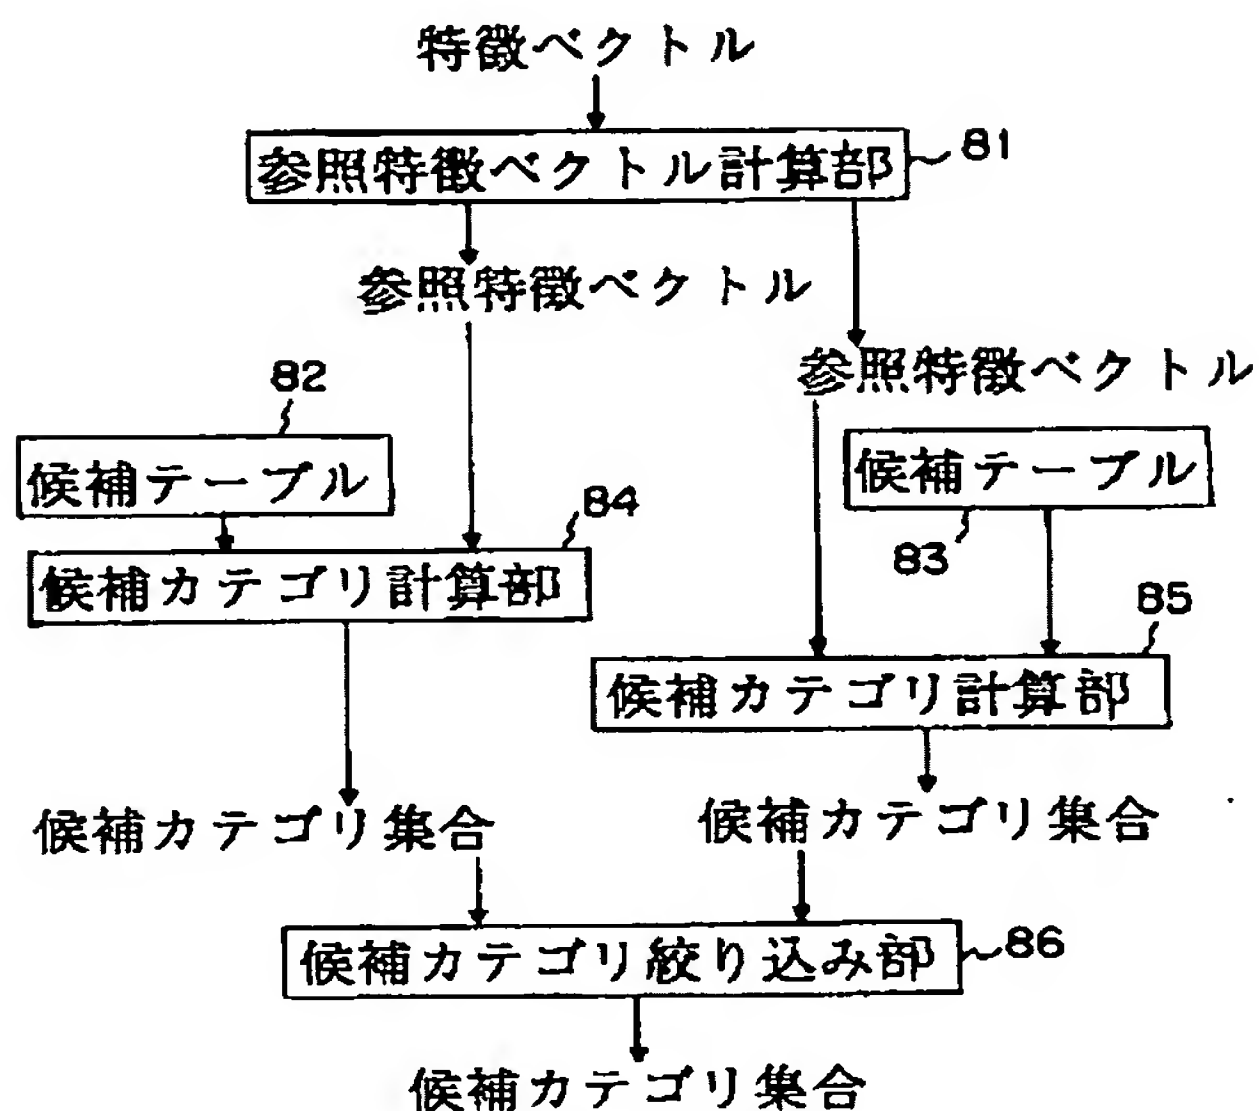 特徴ベクトル
参照特徴ベクトル計算部
81
参照特徴ベクトル
参照特徴ベクトル
82
候補テーブル
候補テーブル
84
83
候補カテゴリ計算部
85
候補カテゴリ計算部
候補カテゴリ集合
候補カテゴリ集合
候補カテゴリ絞り込み部
86
候補カテゴリ集合